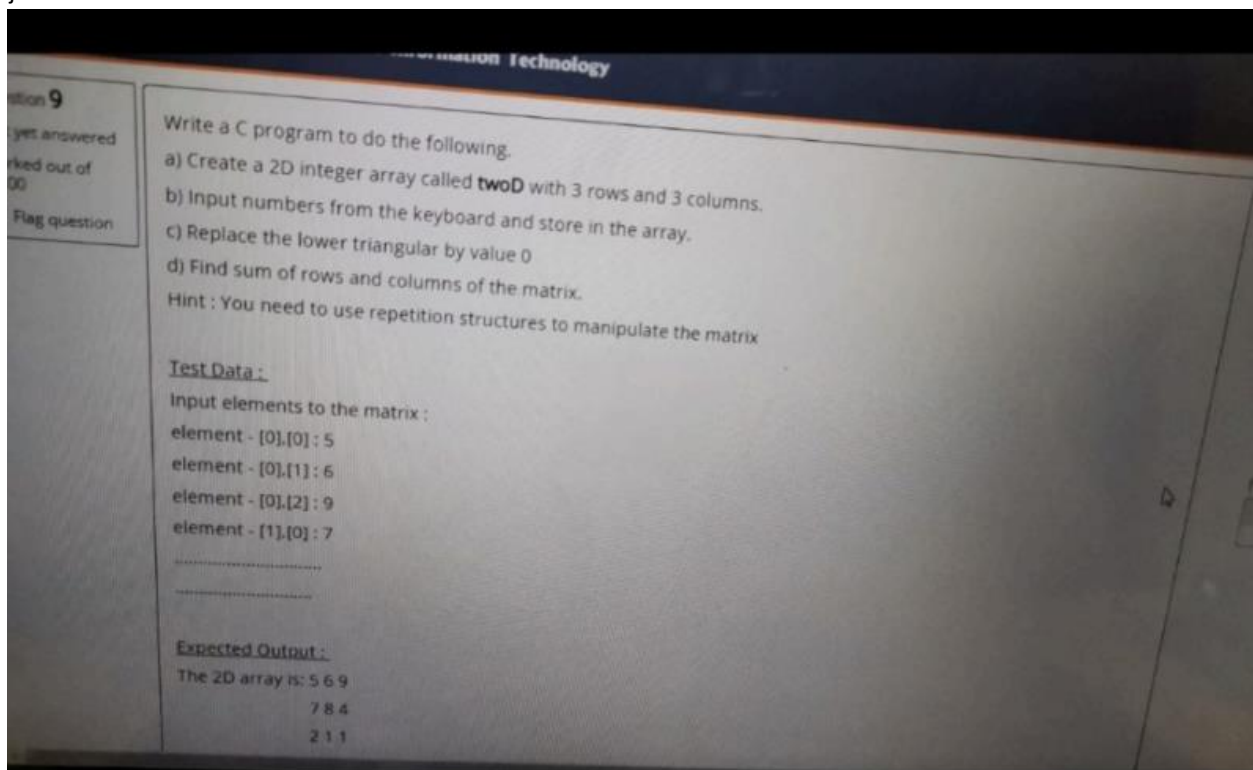 Technology
9
yet answered
out of
Flag question
Write a C program to do the following.
a) Create a 2D integer array called twoD with 3 rows and 3 columns.
b) Input numbers from the keyboard and store in the array.
c) Replace the lower triangular by value 0
d) Find sum of rows and columns of the matrix.
Hint : You need to use repetition structures to manipulate the matrix
Test Data :
Input elements to the matrix :
element - [0],[0] : 5
element - [0],[1] : 6
element - [0],[2] : 9
element - [1],[0] : 7
................................
..............................
Expected Output :
The 2D array is: 5 6 9
7 8 4
2 1 1